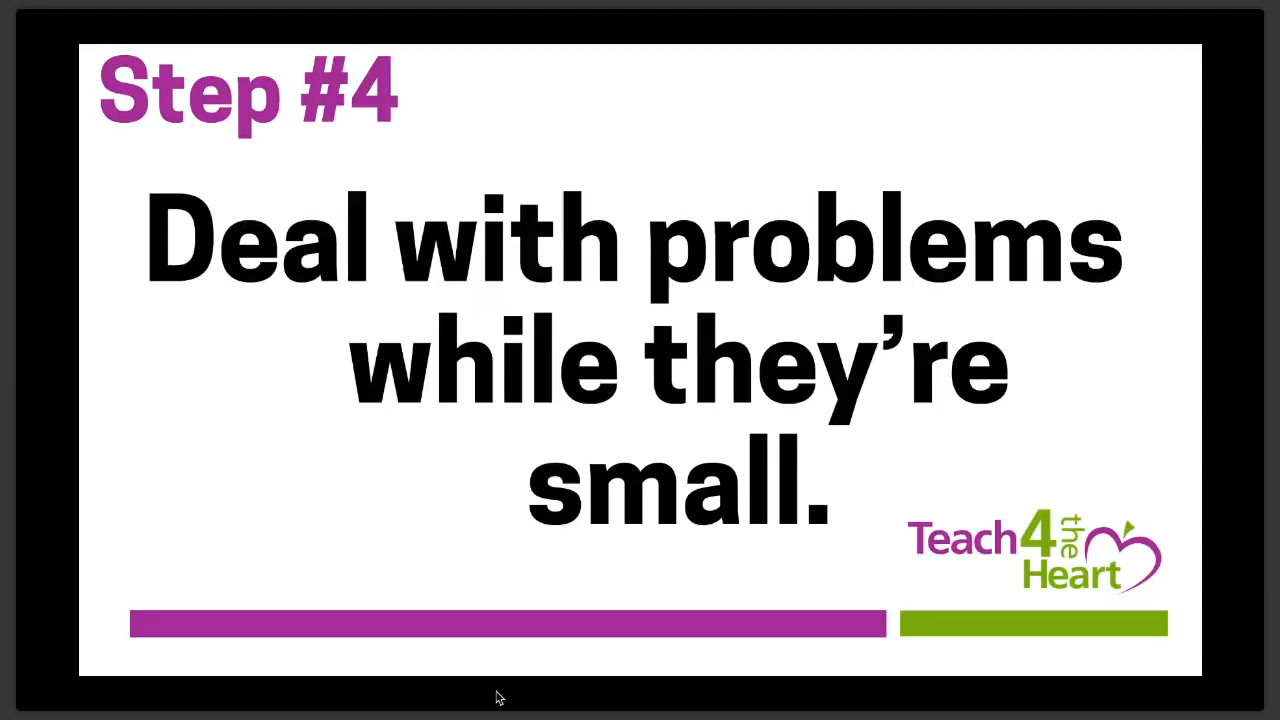 Step #4
Deal with problems
while they’re
small.
Teach4the
Heart